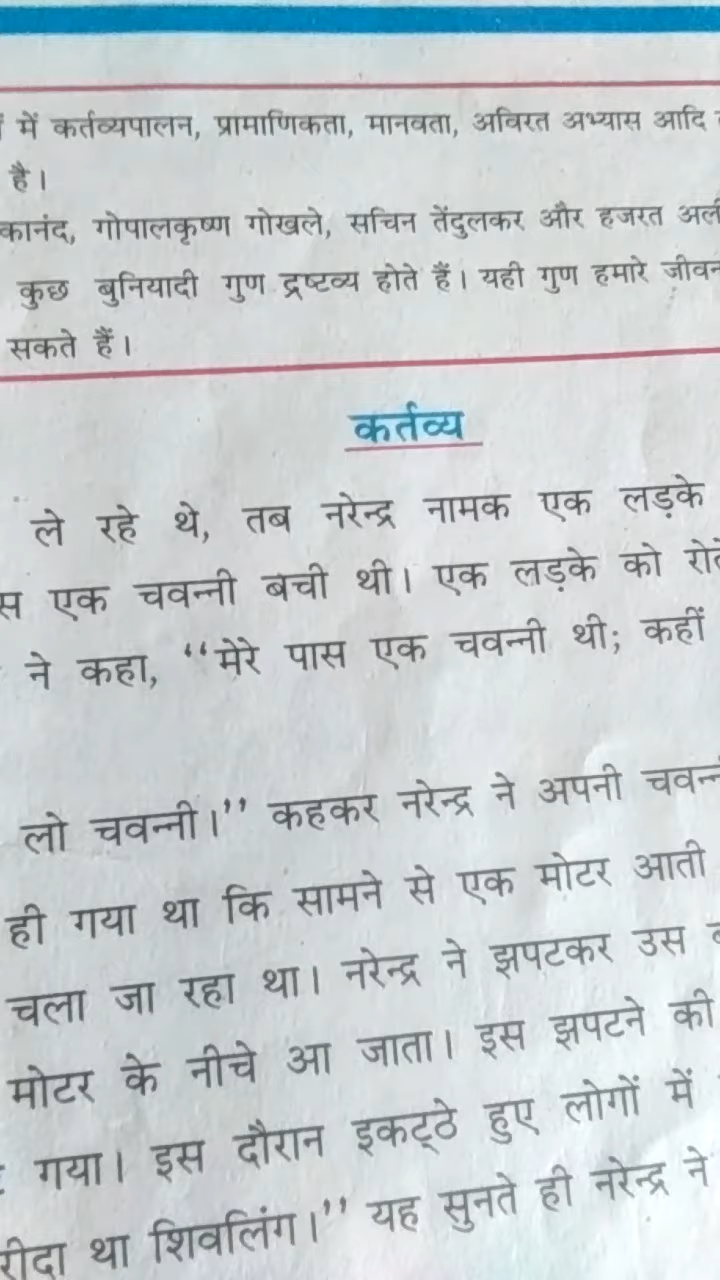 में कर्तव्यपालन, प्रामाणिकता, मानवता, अविरत अभ्यास आदि
है।
कानंद, गोपालकृष्ण गोखले, सचिन तेंदुलकर और हजरत अली
कुछ बुनियादी गुण द्रष्टव्य होते हैं। यही गुण हमारे जीवन
सकते हैं।
कर्तव्य
ले रहे थे, तब नरेन्द्र नामक एक लड़के
स एक चवन्नी बची थी। एक लड़के को रोते
ने कहा, “मेरे पास एक चवन्नी थी; कहीं
लो चवन्नी।” कहकर नरेन्द्र ने अपनी चवन्नी
ही गया था कि सामने से एक मोटर आती
चला जा रहा था। नरेन्द्र ने झपटकर उस
मोटर के नीचे आ जाता। इस झपटने की
गया। इस दौरान इकट्ठे हुए लोगों में
रीदा था शिवलिंग।” यह सुनते ही नरेन्द्र ने